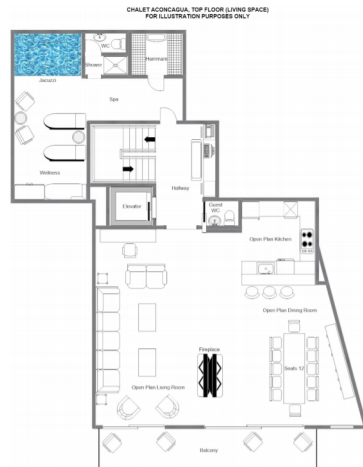 CHALET ACONCAGUA, TOP FLOOR (LIVING SPACE)
FOR ILLUSTRATION PURPOSES ONLY
WC
Hammam
Shower
Jacuzzi
Spa
Wellness
Hallway
Elevator
Guest
WC
Open Plan Kitchen
Open Plan Dining Room
Fireplace
Seats 12
Open Plan Living Room
Balcony